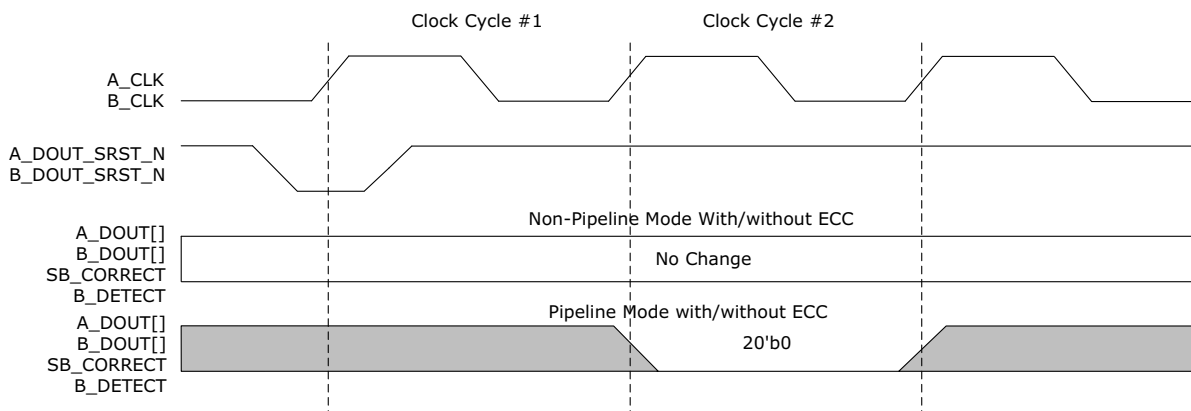 Clock Cycle #1
Clock Cycle #2
A_CLK
B_CLK
A_DOUT_SRST_N
B_DOUT_SRST_N
Non-Pipeline Mode With/without ECC
A_DOUT[]
B_DOUT[]
SB_CORRECT
B_DETECT
No Change
Pipeline Mode with/without ECC
A_DOUT[]
B_DOUT[]
SB_CORRECT
B_DETECT
20'b0